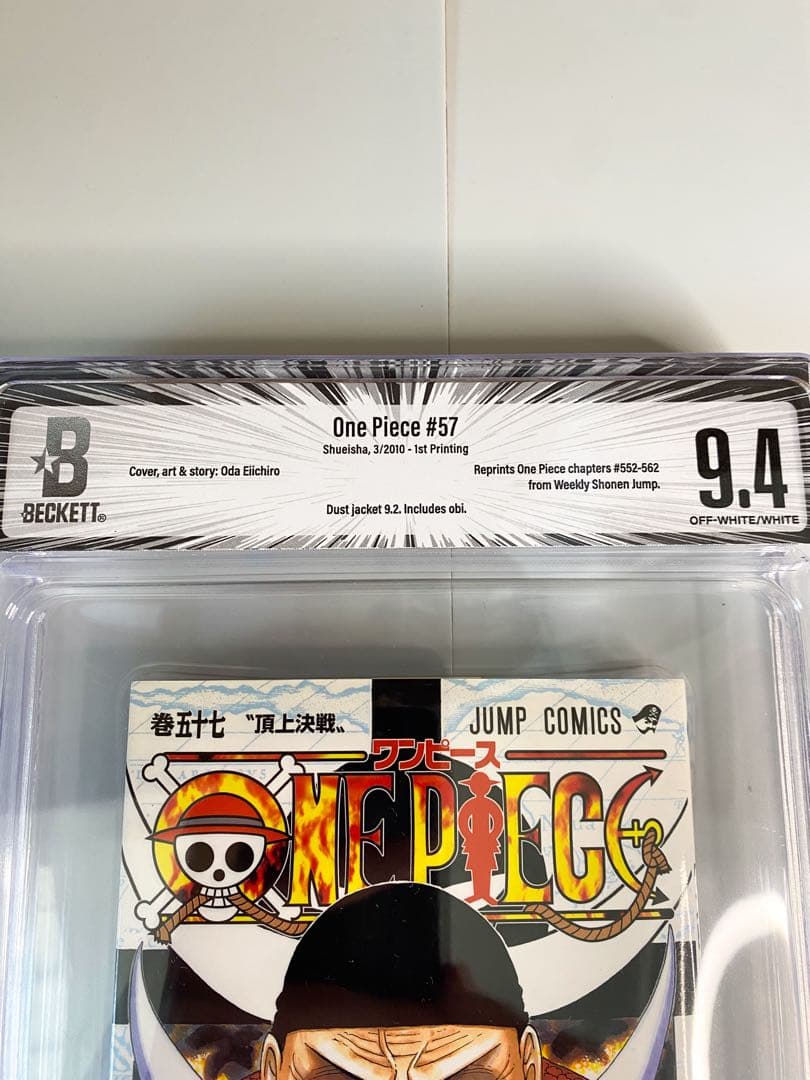 One Piece #57
Shueisha, 3/2010 - 1st Printing
Cover, art & story: Oda Eiichiro
Reprints One Piece chapters #552-562
from Weekly Shonen Jump.
Dust jacket 9.2. Includes obi.
B
BECKETT®
9.4
OFF-WHITE/WHITE
巻五十七 〝頂上決戦〟
JUMP COMICS
ワンピース
ONE PIECE